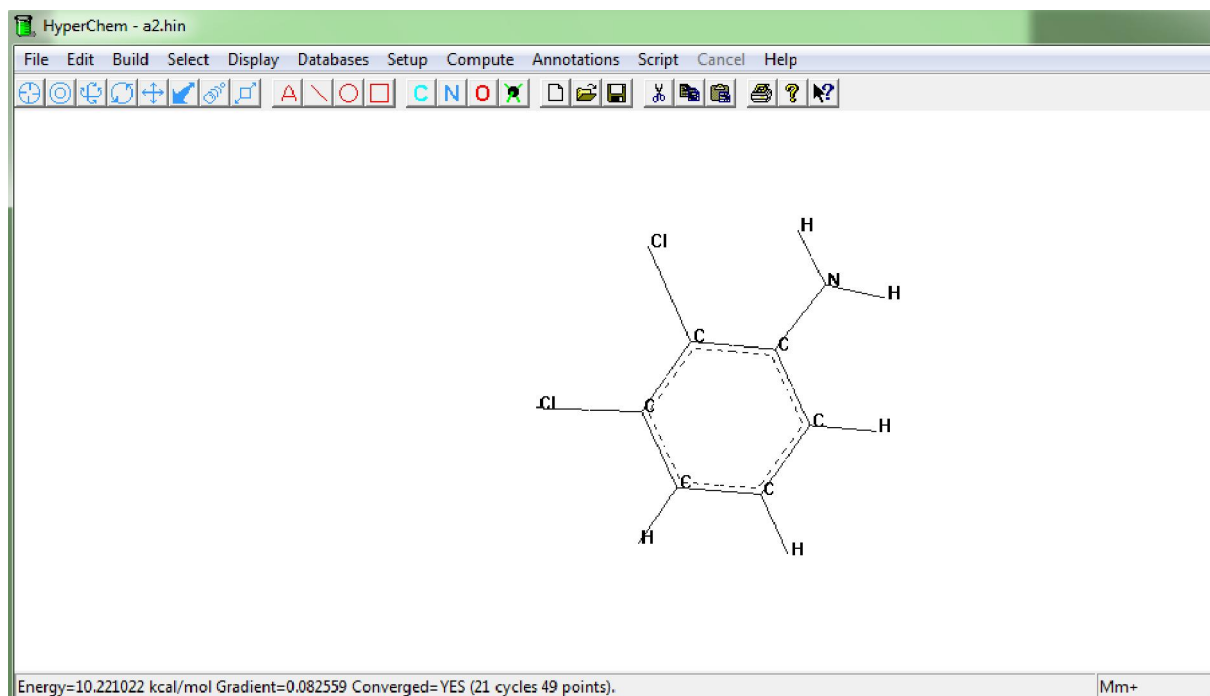 HyperChem - a2.hin
File Edit Build Select Display Databases Setup Compute Annotations Script Cancel Help
A C N O ? ?
H
Cl
N H
C C
Cl C
C H
C C
H
H
Energy=10.221022 kcal/mol Gradient=0.082559 Converged=YES (21 cycles 49 points). Mm+